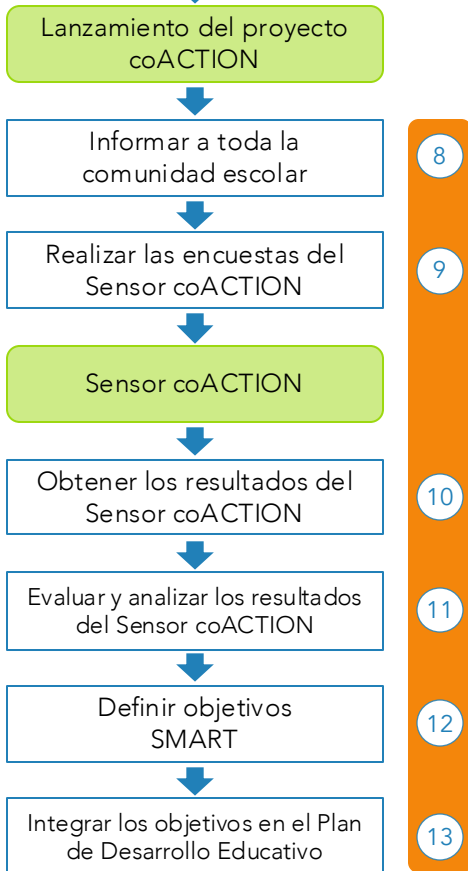 Lanzamiento del proyecto
coACTION
Informar a toda la
comunidad escolar
8
Realizar las encuestas del
Sensor coACTION
9
Sensor coACTION
Obtener los resultados del
Sensor coACTION
10
Evaluar y analizar los resultados
del Sensor coACTION
11
Definir objetivos
SMART
12
Integrar los objetivos en el Plan
de Desarrollo Educativo
13